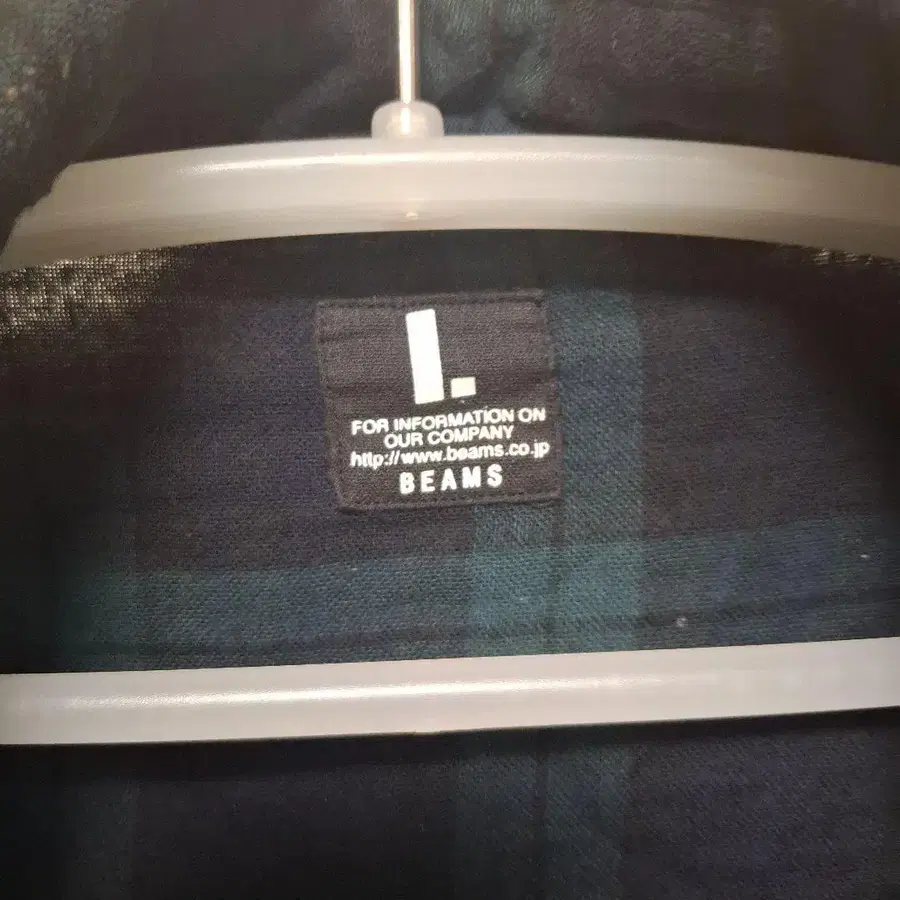 FOR INFORMATION ON
OUR COMPANY
http://www.beams.co.jp
BEAMS